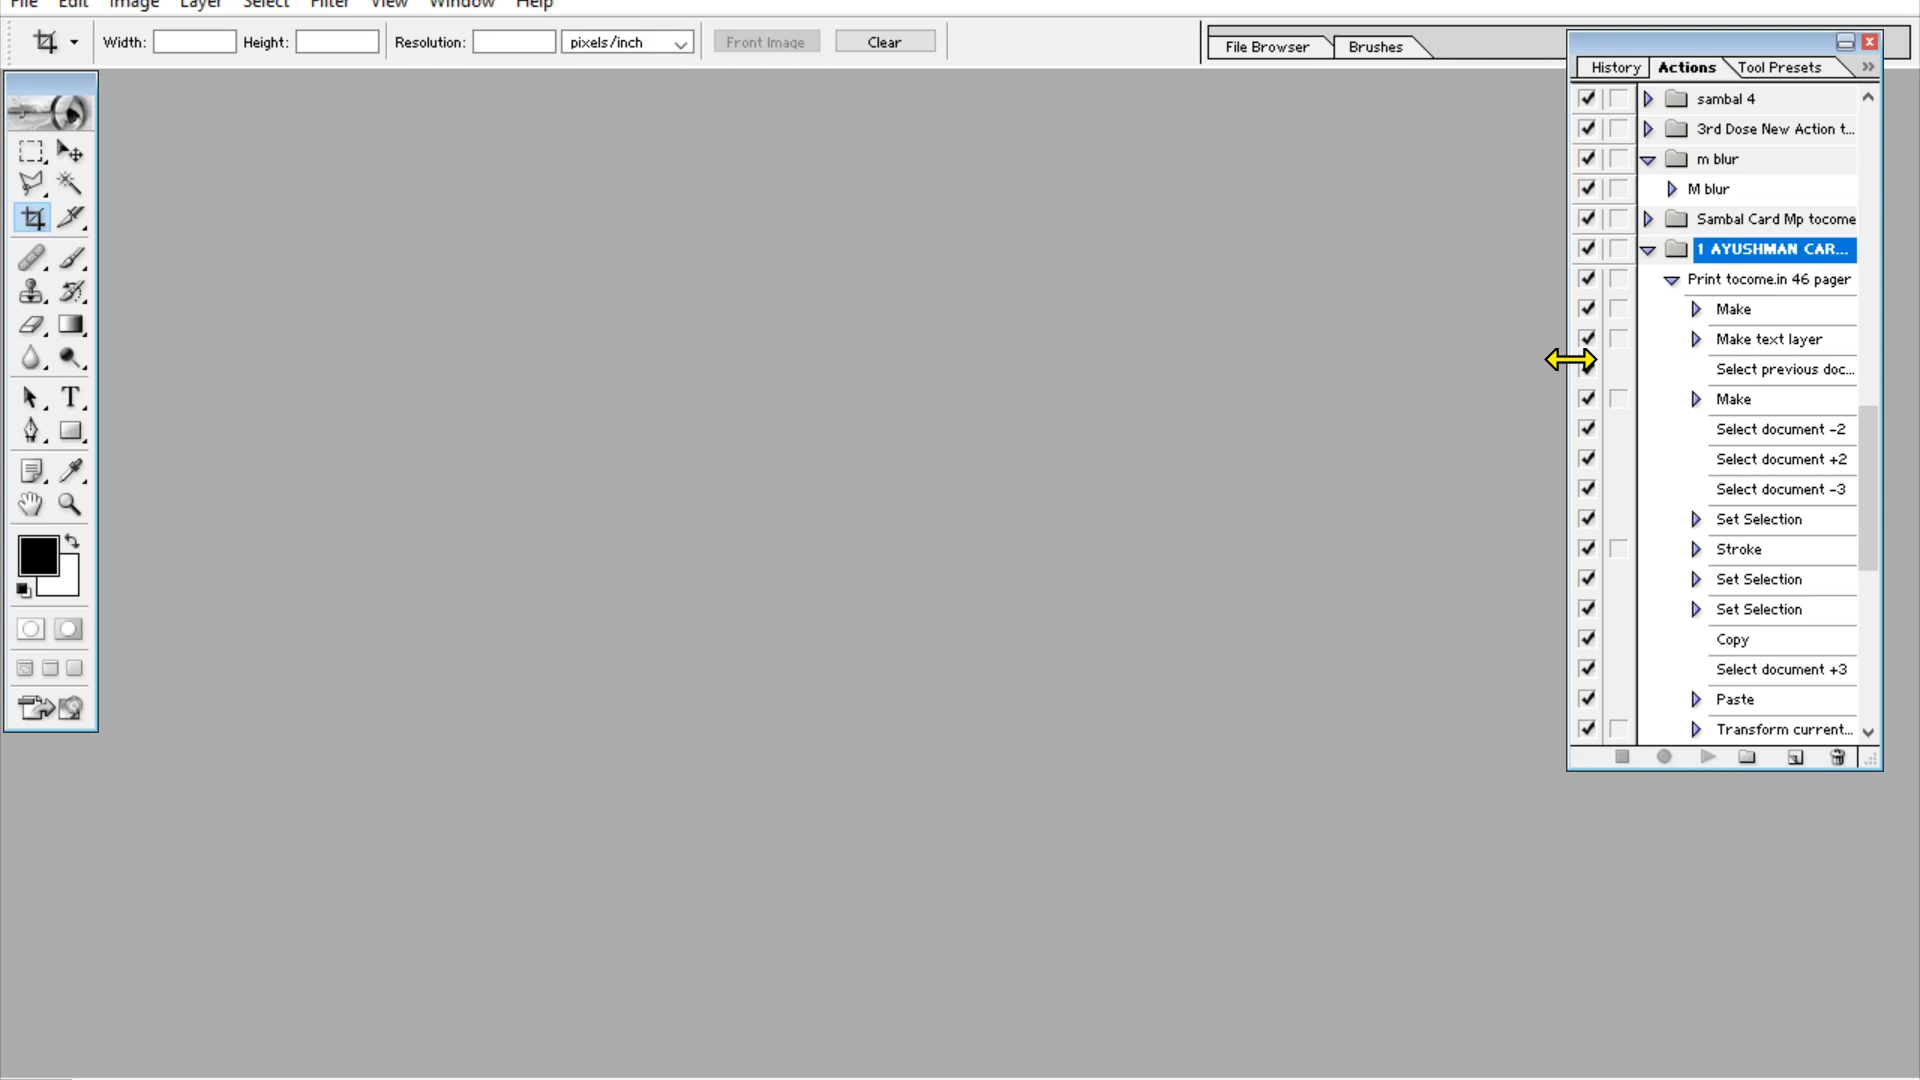 File Edit Image Layer Select Filter View Window Help
Width: Height: Resolution: pixels/inch Front Image Clear
File Browser Brushes
History Actions Tool Presets
sambal 4
3rd Dose New Action t...
m blur
M blur
Sambal Card Mp tocome
1 AYUSHMAN CAR...
Print tocome.in 46 pager
Make
Make text layer
Select previous doc...
Make
Select document -2
Select document +2
Select document -3
Set Selection
Stroke
Set Selection
Set Selection
Copy
Select document +3
Paste
Transform current...